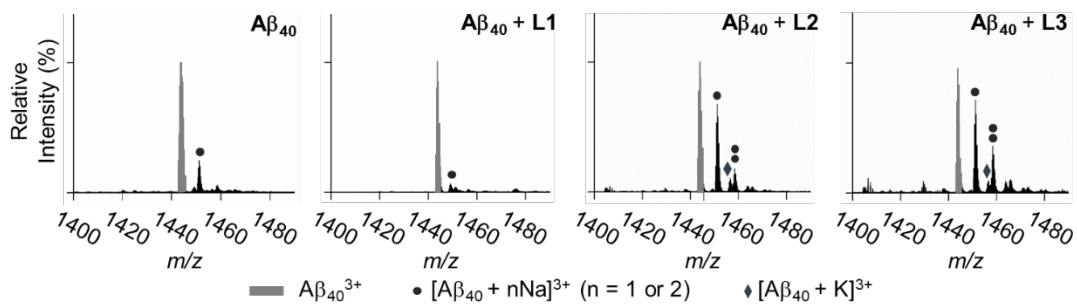 Aβ40
Aβ40 + L1
Aβ40 + L2
Aβ40 + L3
Relative
Intensity (%)
1400 1420 1440 1460 1480
1400 1420 1440 1460 1480
1400 1420 1440 1460 1480
1400 1420 1440 1460 1480
m/z
m/z
m/z
m/z
Aβ40³⁺ ● [Aβ40 + nNa]³⁺ (n = 1 or 2) ♦ [Aβ40 + K]³⁺